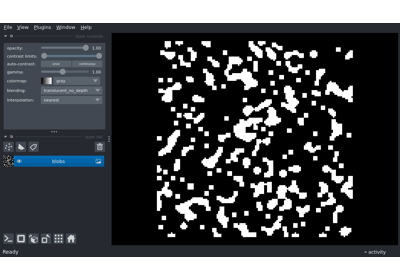 File View Plugins Window Help
opacity: 1.00
contrast limits:
auto-contrast: once continuous
gamma: 1.00
colormap: gray
blending: translucent_no_depth
interpolation: nearest
blobs
Ready
activity